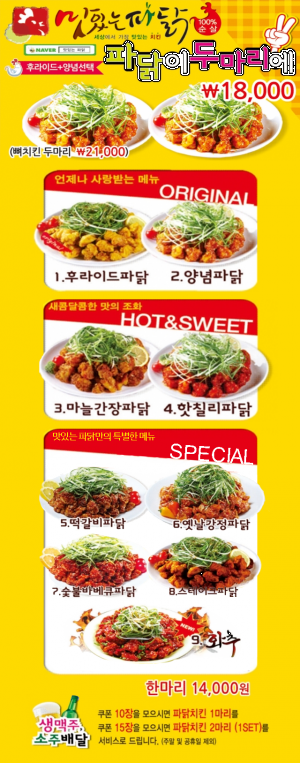 맛있는파닭
100%
순살
세상에서 가장 맛있는 치킨
NAVER 맛있는 파닭
후라이드+양념선택
파닭이두마리에!!
₩18,000
(뼈치킨 두마리 ₩21,000)
언제나 사랑받는 메뉴
ORIGINAL
1.후라이드파닭
2.양념파닭
새콤달콤한 맛의 조화
HOT&SWEET
3.마늘간장파닭
4.핫칠리파닭
맛있는 파닭만의 특별한 메뉴
SPECIAL
5.떡갈비파닭
6.옛날강정파닭
7.숯불바베큐파닭
8.스테이크파닭
NEW!
9.화추
한마리 14,000원
생맥주,
소주배달
쿠폰 10장을 모으시면 파닭치킨 1마리를
쿠폰 15장을 모으시면 파닭치킨 2마리 (1SET)를
서비스로 드립니다. (주말 및 공휴일 제외)